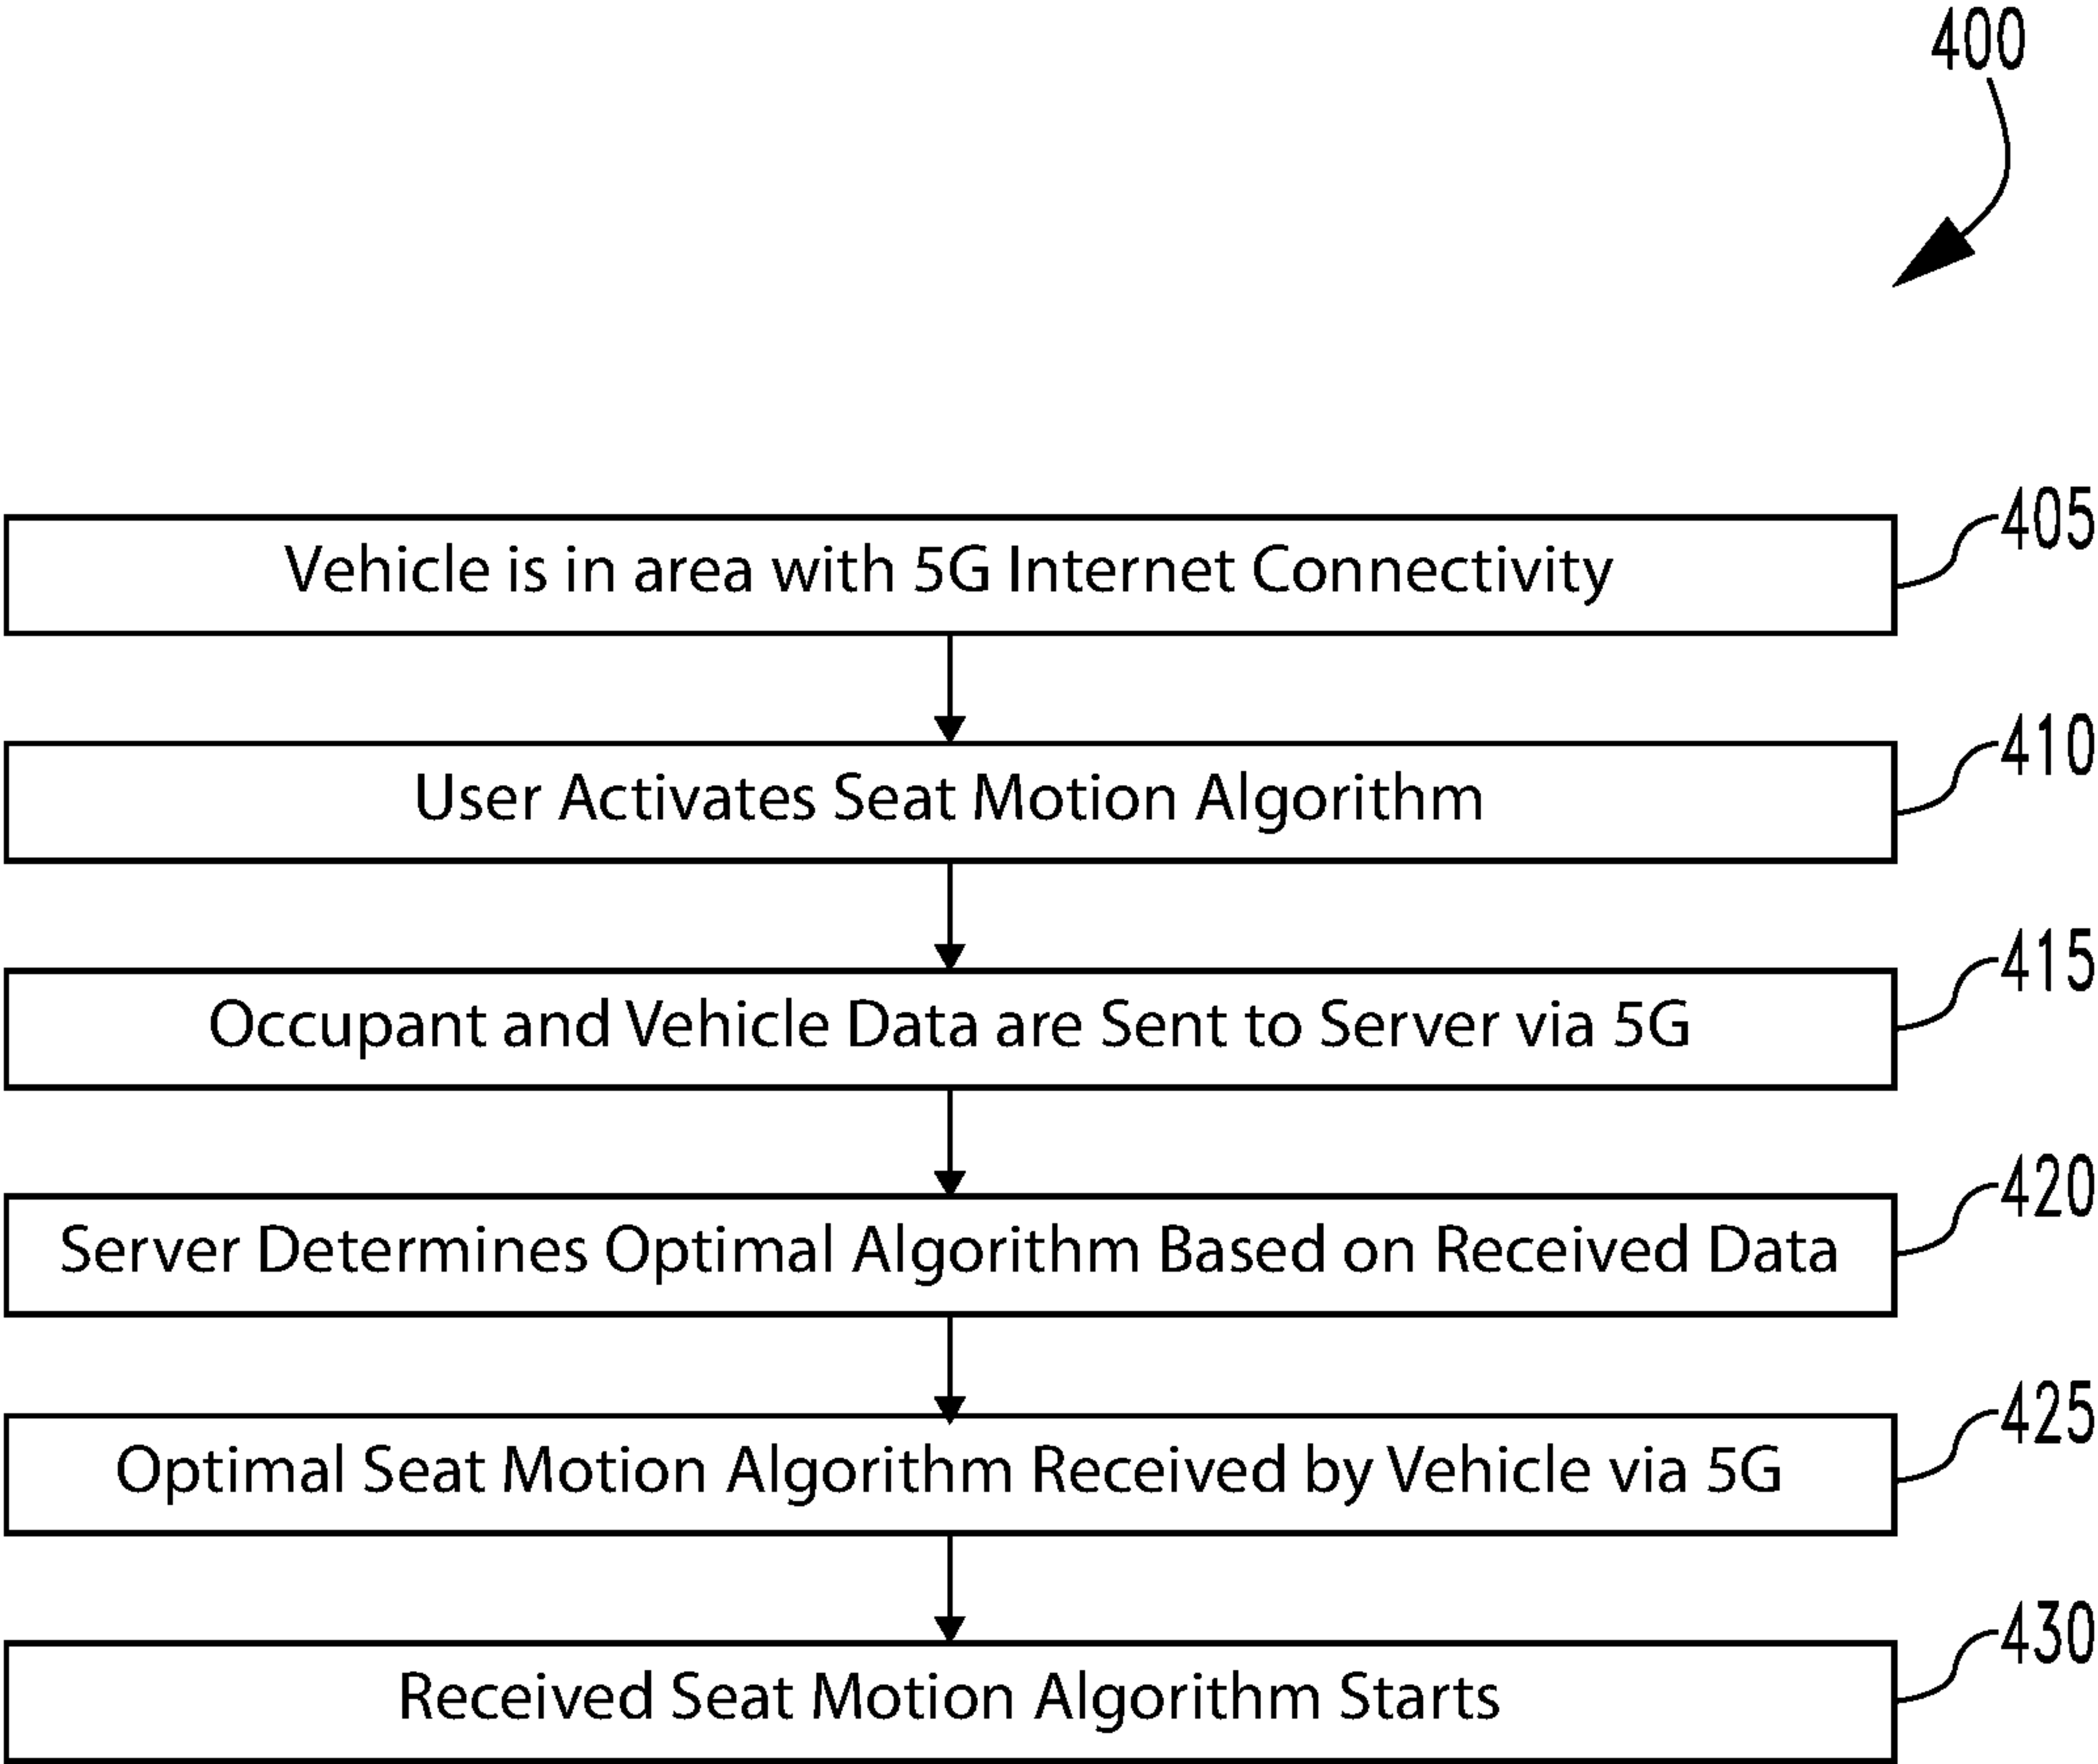 400
Vehicle is in area with 5G Internet Connectivity
405
User Activates Seat Motion Algorithm
410
Occupant and Vehicle Data are Sent to Server via 5G
415
Server Determines Optimal Algorithm Based on Received Data
420
Optimal Seat Motion Algorithm Received by Vehicle via 5G
425
Received Seat Motion Algorithm Starts
430